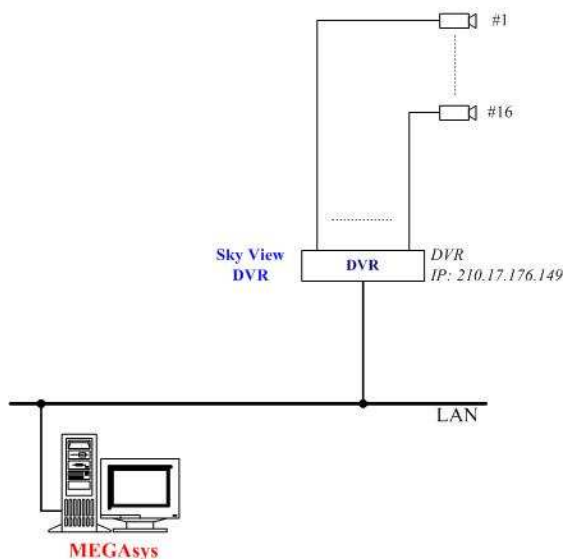 #1
#16
Sky View
DVR
DVR
DVR
IP: 210.17.176.149
LAN
MEGAsys